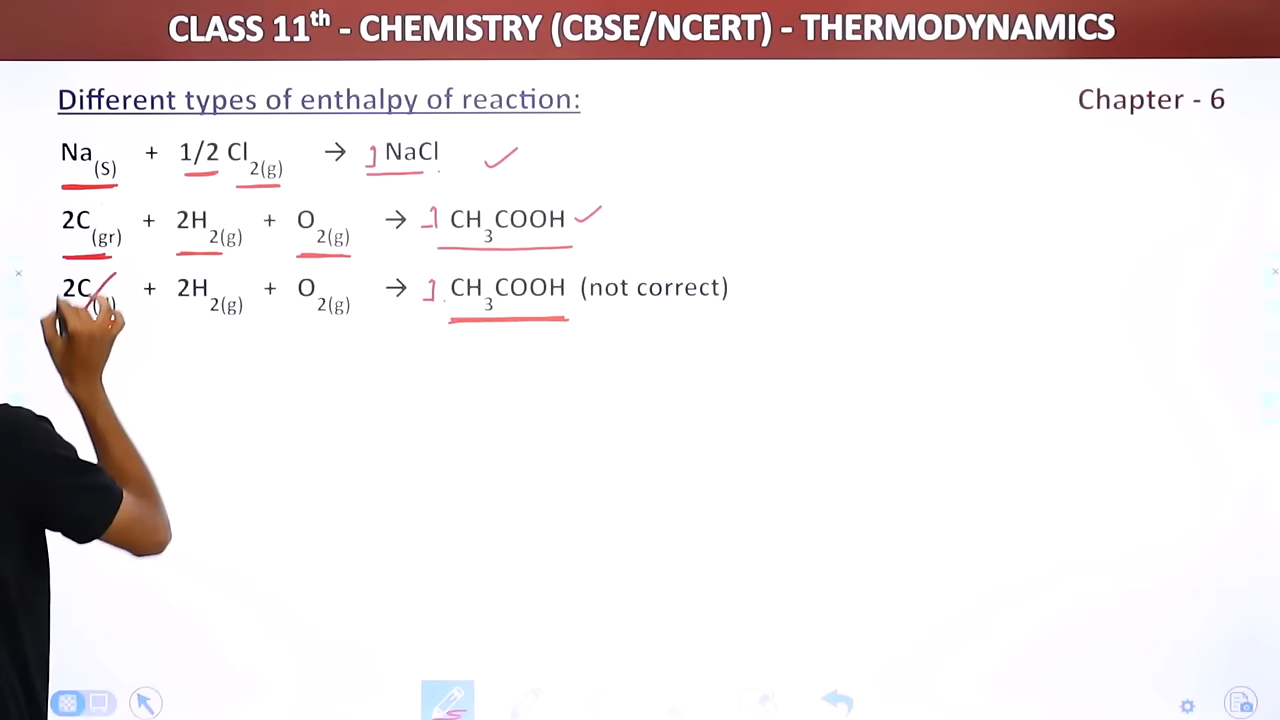 CLASS 11th - CHEMISTRY (CBSE/NCERT) - THERMODYNAMICS
Different types of enthalpy of reaction:
Chapter - 6
Na(S) + 1/2 Cl2(g) → 1 NaCl
2C(gr) + 2H2(g) + O2(g) → 1 CH3COOH
2C + 2H2(g) + O2(g) → 1 CH3COOH (not correct)